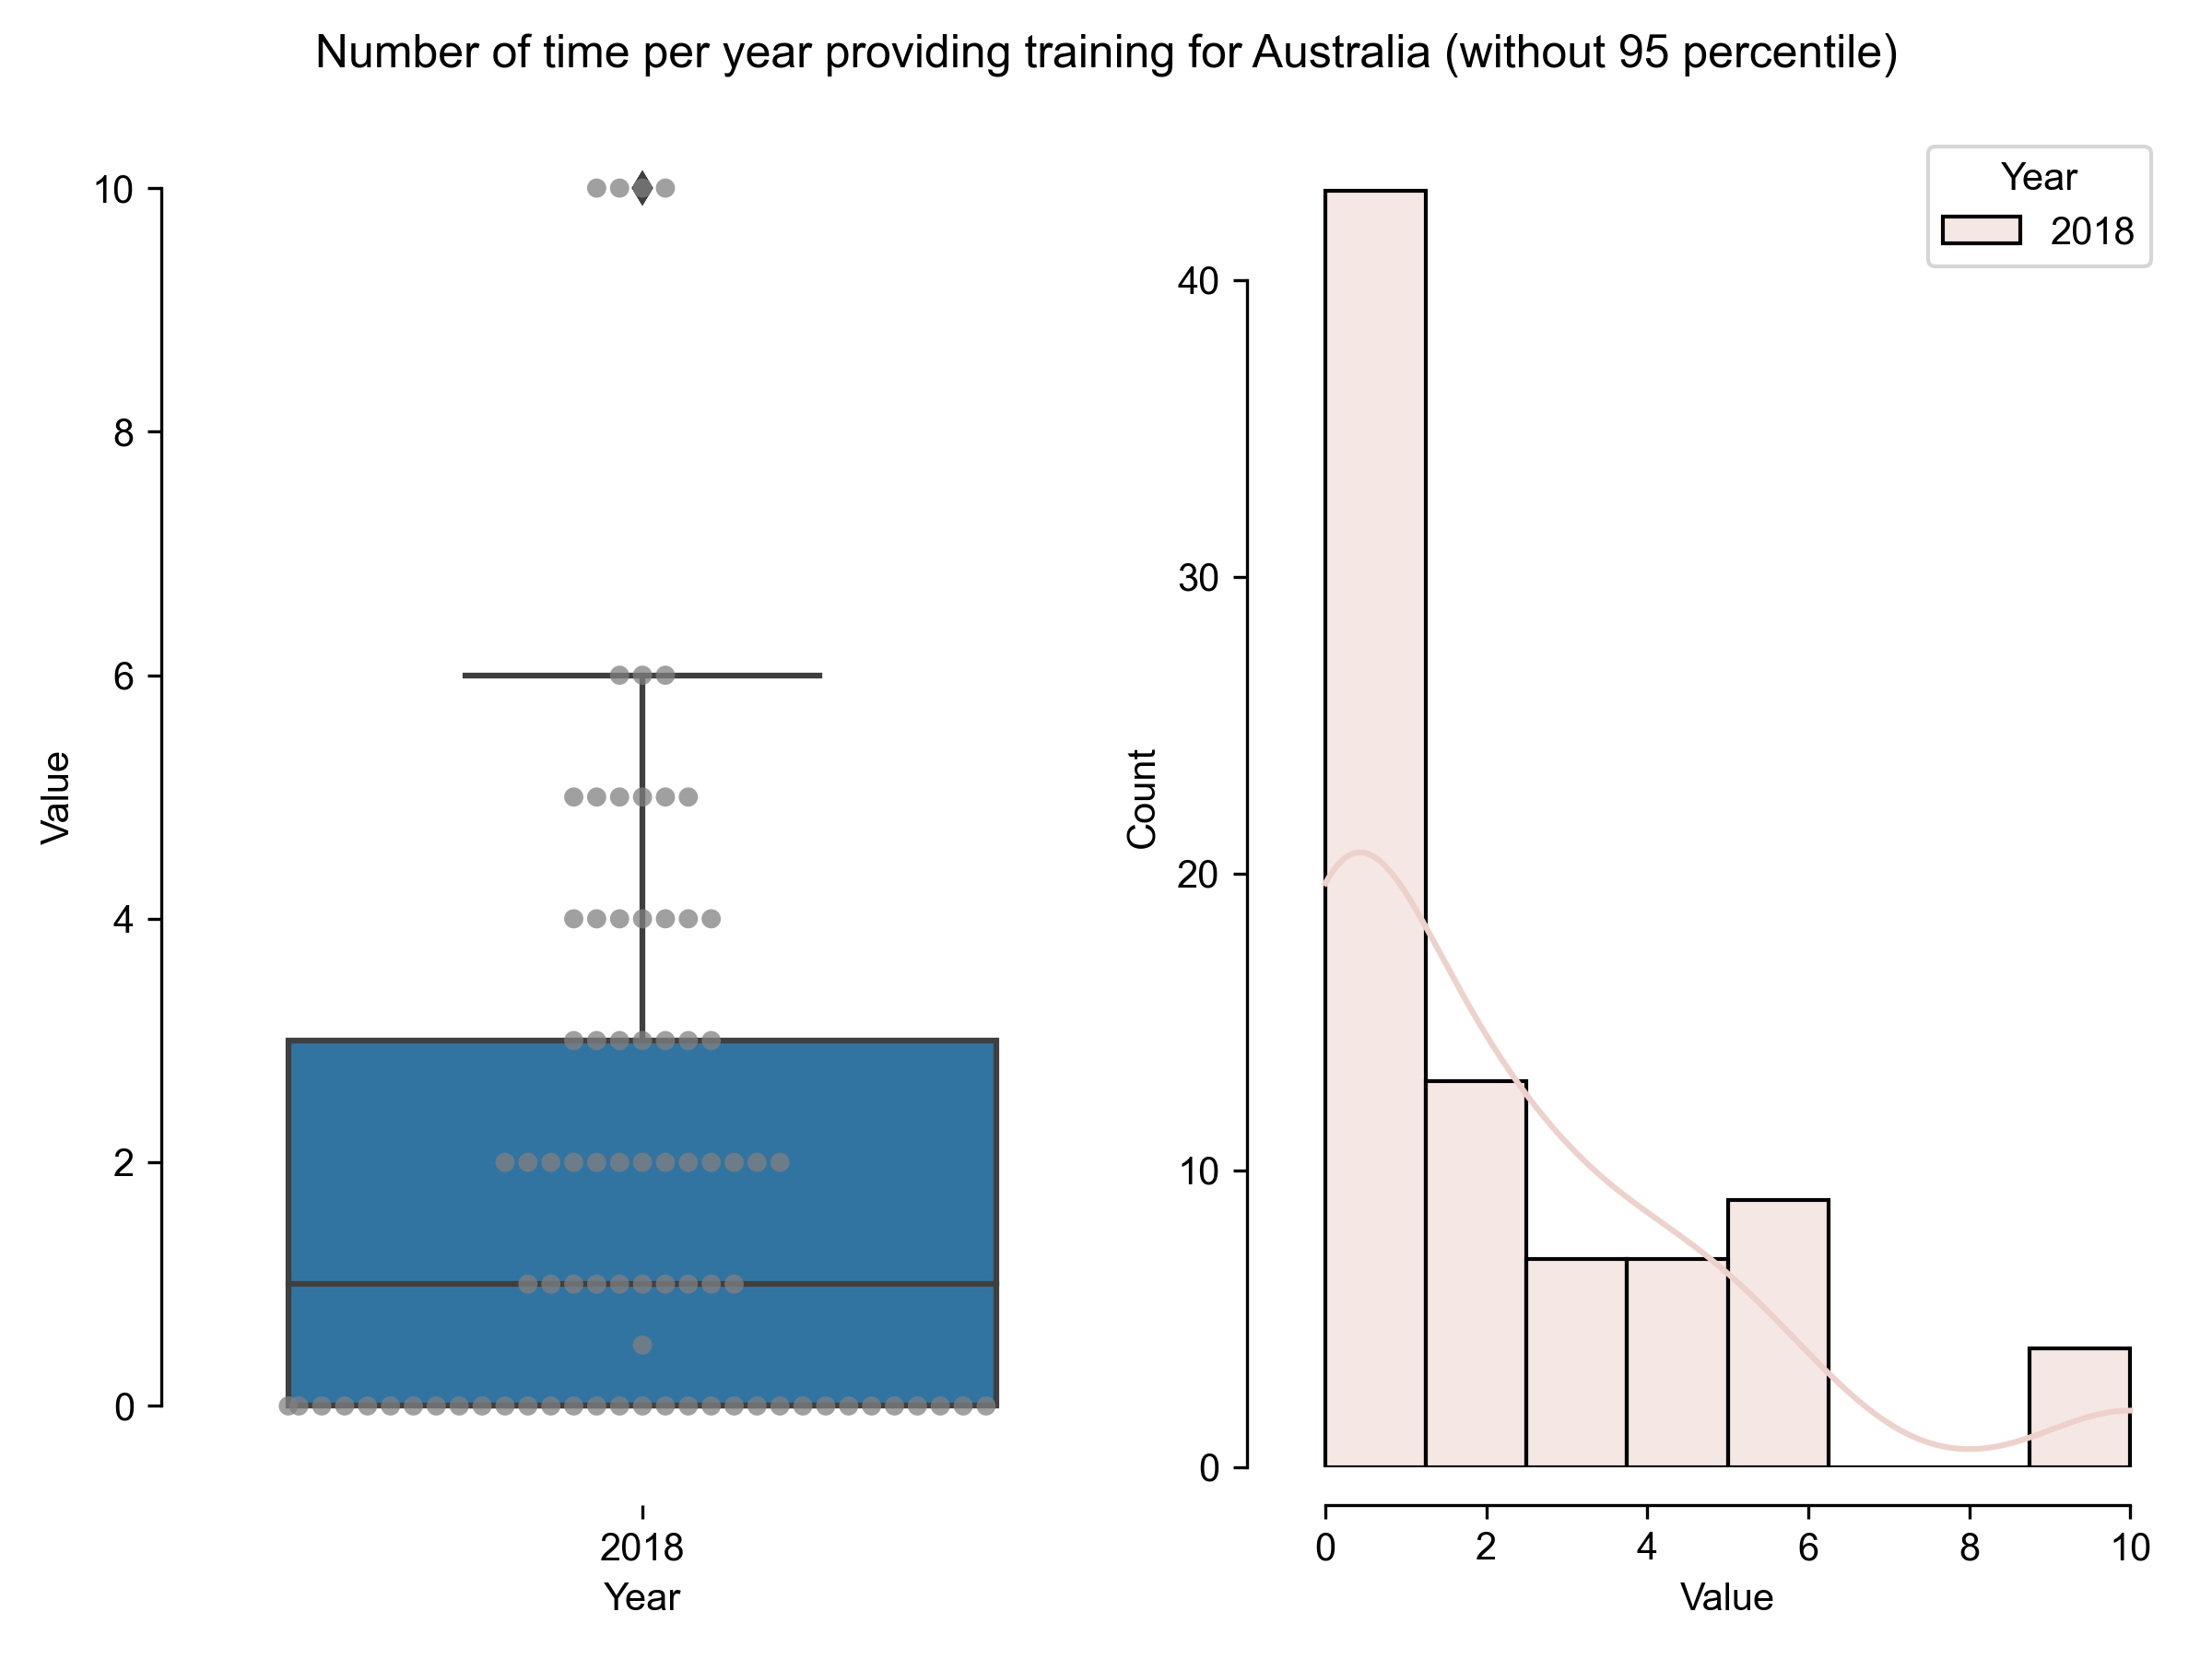 Number of time per year providing training for Australia (without 95 percentile)
10
8
6
4
2
0
Value
2018
Year
Year
2018
40
30
20
10
0
Count
0 2 4 6 8 10
Value